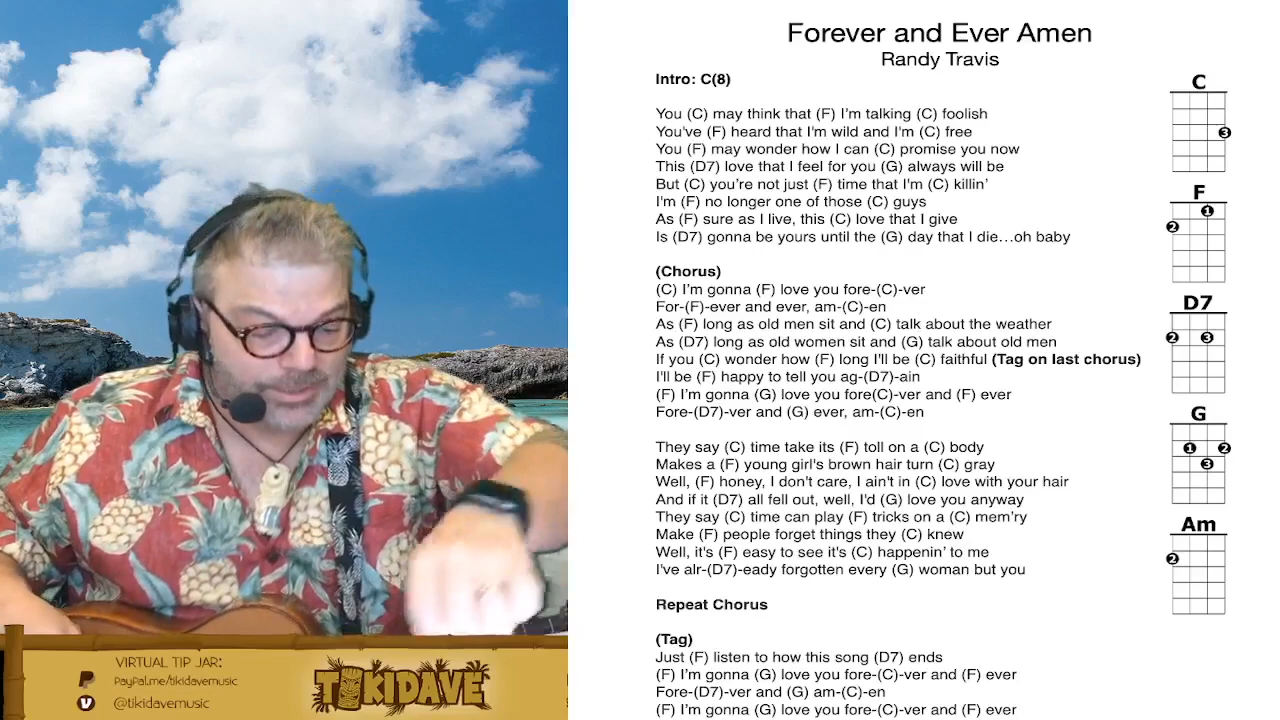 Forever and Ever Amen
Randy Travis
Intro: C(8)
You (C) may think that (F) I'm talking (C) foolish
You've (F) heard that I'm wild and I'm (C) free
You (F) may wonder how I can (C) promise you now
This (D7) love that I feel for you (G) always will be
But (C) you're not just (F) time that I'm (C) killin'
I'm (F) no longer one of those (C) guys
As (F) sure as I live, this (C) love that I give
Is (D7) gonna be yours until the (G) day that I die…oh baby
(Chorus)
(C) I'm gonna (F) love you fore-(C)-ver
For-(F)-ever and ever, am-(C)-en
As (F) long as old men sit and (C) talk about the weather
As (D7) long as old women sit and (G) talk about old men
If you (C) wonder how (F) long I'll be (C) faithful (Tag on last chorus)
I'll be (F) happy to tell you ag-(D7)-ain
(F) I'm gonna (G) love you fore(C)-ver and (F) ever
Fore-(D7)-ver and (G) ever, am-(C)-en
They say (C) time take its (F) toll on a (C) body
Makes a (F) young girl's brown hair turn (C) gray
Well, (F) honey, I don't care, I ain't in (C) love with your hair
And if it (D7) all fell out, well, I'd (G) love you anyway
They say (C) time can play (F) tricks on a (C) mem'ry
Make (F) people forget things they (C) knew
Well, it's (F) easy to see it's (C) happenin' to me
I've alr-(D7)-eady forgotten every (G) woman but you
Repeat Chorus
(Tag)
Just (F) listen to how this song (D7) ends
(F) I'm gonna (G) love you fore-(C)-ver and (F) ever
Fore-(D7)-ver and (G) am-(C)-en
(F) I'm gonna (G) love you fore-(C)-ver and (F) ever
C
3
F
1
2
D7
2 3
G
1 2
3
Am
2
VIRTUAL TIP JAR:
PayPal.me/tikidavemusic
@tikidavemusic
TIKIDAVE